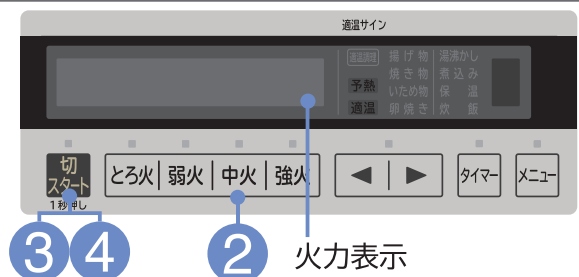 適温サイン
適温調理 揚げ物 湯沸かし
焼き物 煮込み
予熱 いため物 保温
適温 卵焼き 炊飯
切
スタート
1秒押し
とろ火 弱火 中火 強火 ◀ ▶ タイマー メニュー
3 4 2 火力表示